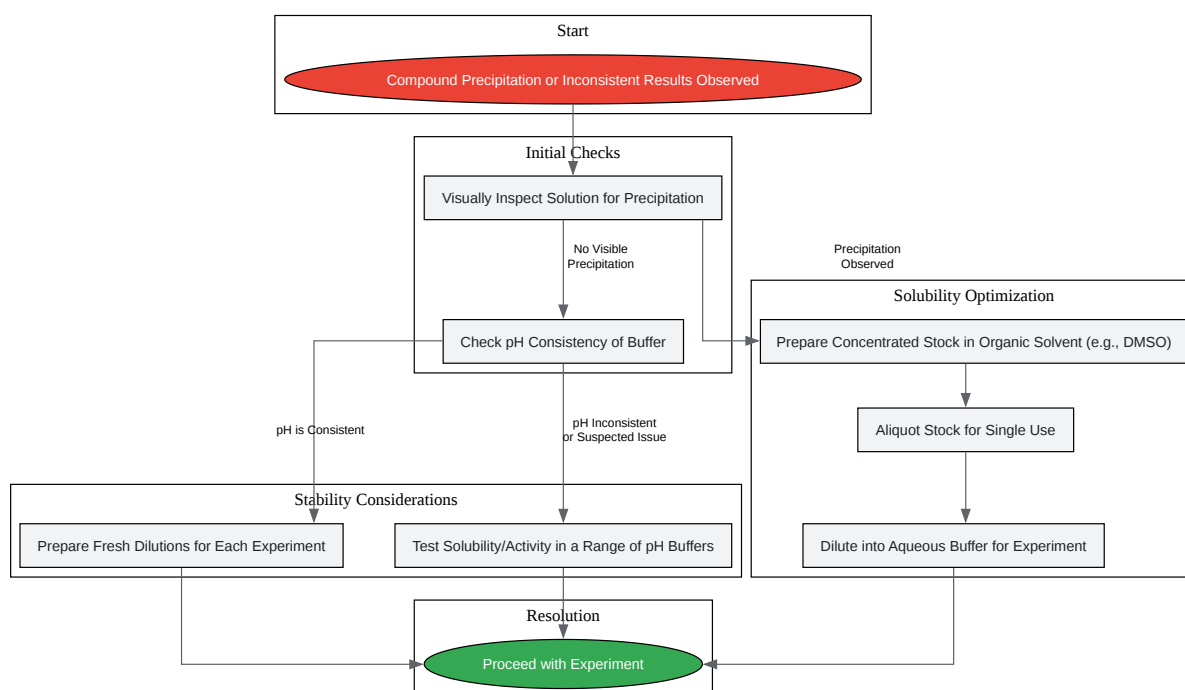 Start
Compound Precipitation or Inconsistent Results Observed
Initial Checks
Visually Inspect Solution for Precipitation
No Visible
Precipitation
Precipitation
Observed
Solubility Optimization
Check pH Consistency of Buffer
Prepare Concentrated Stock in Organic Solvent (e.g., DMSO)
Aliquot Stock for Single Use
pH is Consistent
pH Inconsistent
or Suspected Issue
Stability Considerations
Prepare Fresh Dilutions for Each Experiment
Test Solubility/Activity in a Range of pH Buffers
Dilute into Aqueous Buffer for Experiment
Resolution
Proceed with Experiment